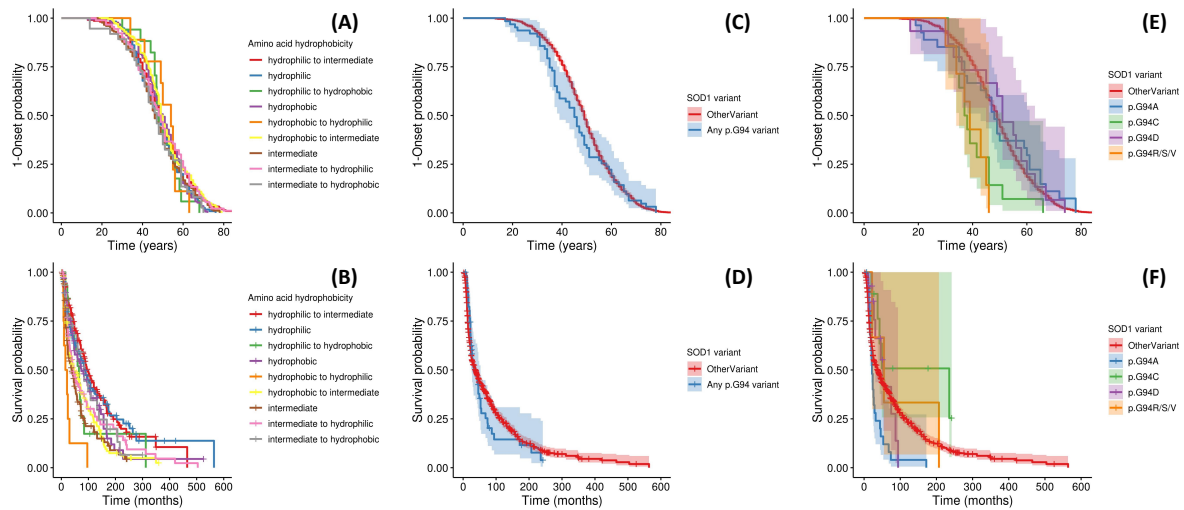 (A)
1-Onset probability
1.00
0.75
0.50
0.25
0.00
0
20
40
60
80
Time (years)
Amino acid hydrophobicity
hydrophilic to intermediate
hydrophilic
hydrophilic to hydrophobic
hydrophobic
hydrophobic to hydrophilic
hydrophobic to intermediate
intermediate
intermediate to hydrophilic
intermediate to hydrophobic
(C)
1-Onset probability
1.00
0.75
0.50
0.25
0.00
0
20
40
60
80
Time (years)
SOD1 variant
OtherVariant
Any p.G94 variant
(E)
1-Onset probability
1.00
0.75
0.50
0.25
0.00
0
20
40
60
80
Time (years)
SOD1 variant
OtherVariant
p.G94A
p.G94C
p.G94D
p.G94R/S/V
(B)
Survival probability
1.00
0.75
0.50
0.25
0.00
0
100
200
300
400
500
600
Time (months)
Amino acid hydrophobicity
hydrophilic to intermediate
hydrophilic
hydrophilic to hydrophobic
hydrophobic
hydrophobic to hydrophilic
hydrophobic to intermediate
intermediate
intermediate to hydrophilic
intermediate to hydrophobic
(D)
Survival probability
1.00
0.75
0.50
0.25
0.00
0
100
200
300
400
500
600
Time (months)
SOD1 variant
OtherVariant
Any p.G94 variant
(F)
Survival probability
1.00
0.75
0.50
0.25
0.00
0
100
200
300
400
500
600
Time (months)
SOD1 variant
OtherVariant
p.G94A
p.G94C
p.G94D
p.G94R/S/V